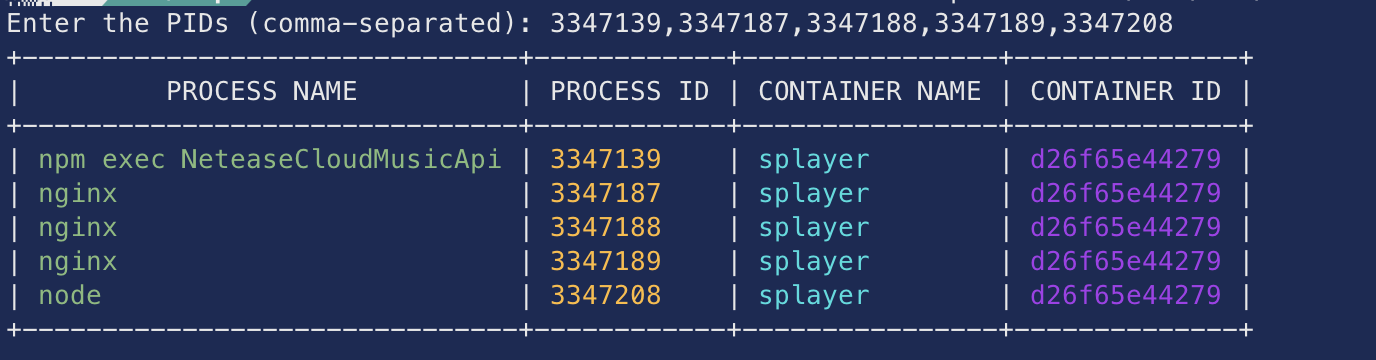 Enter the PIDs (comma-separated): 3347139,3347187,3347188,3347189,3347208
+-------------------------------+------------+----------------+--------------+
| PROCESS NAME | PROCESS ID | CONTAINER NAME | CONTAINER ID |
+-------------------------------+------------+----------------+--------------+
| npm exec NeteaseCloudMusicApi | 3347139 | splayer | d26f65e44279 |
| nginx | 3347187 | splayer | d26f65e44279 |
| nginx | 3347188 | splayer | d26f65e44279 |
| nginx | 3347189 | splayer | d26f65e44279 |
| node | 3347208 | splayer | d26f65e44279 |
+-------------------------------+------------+----------------+--------------+